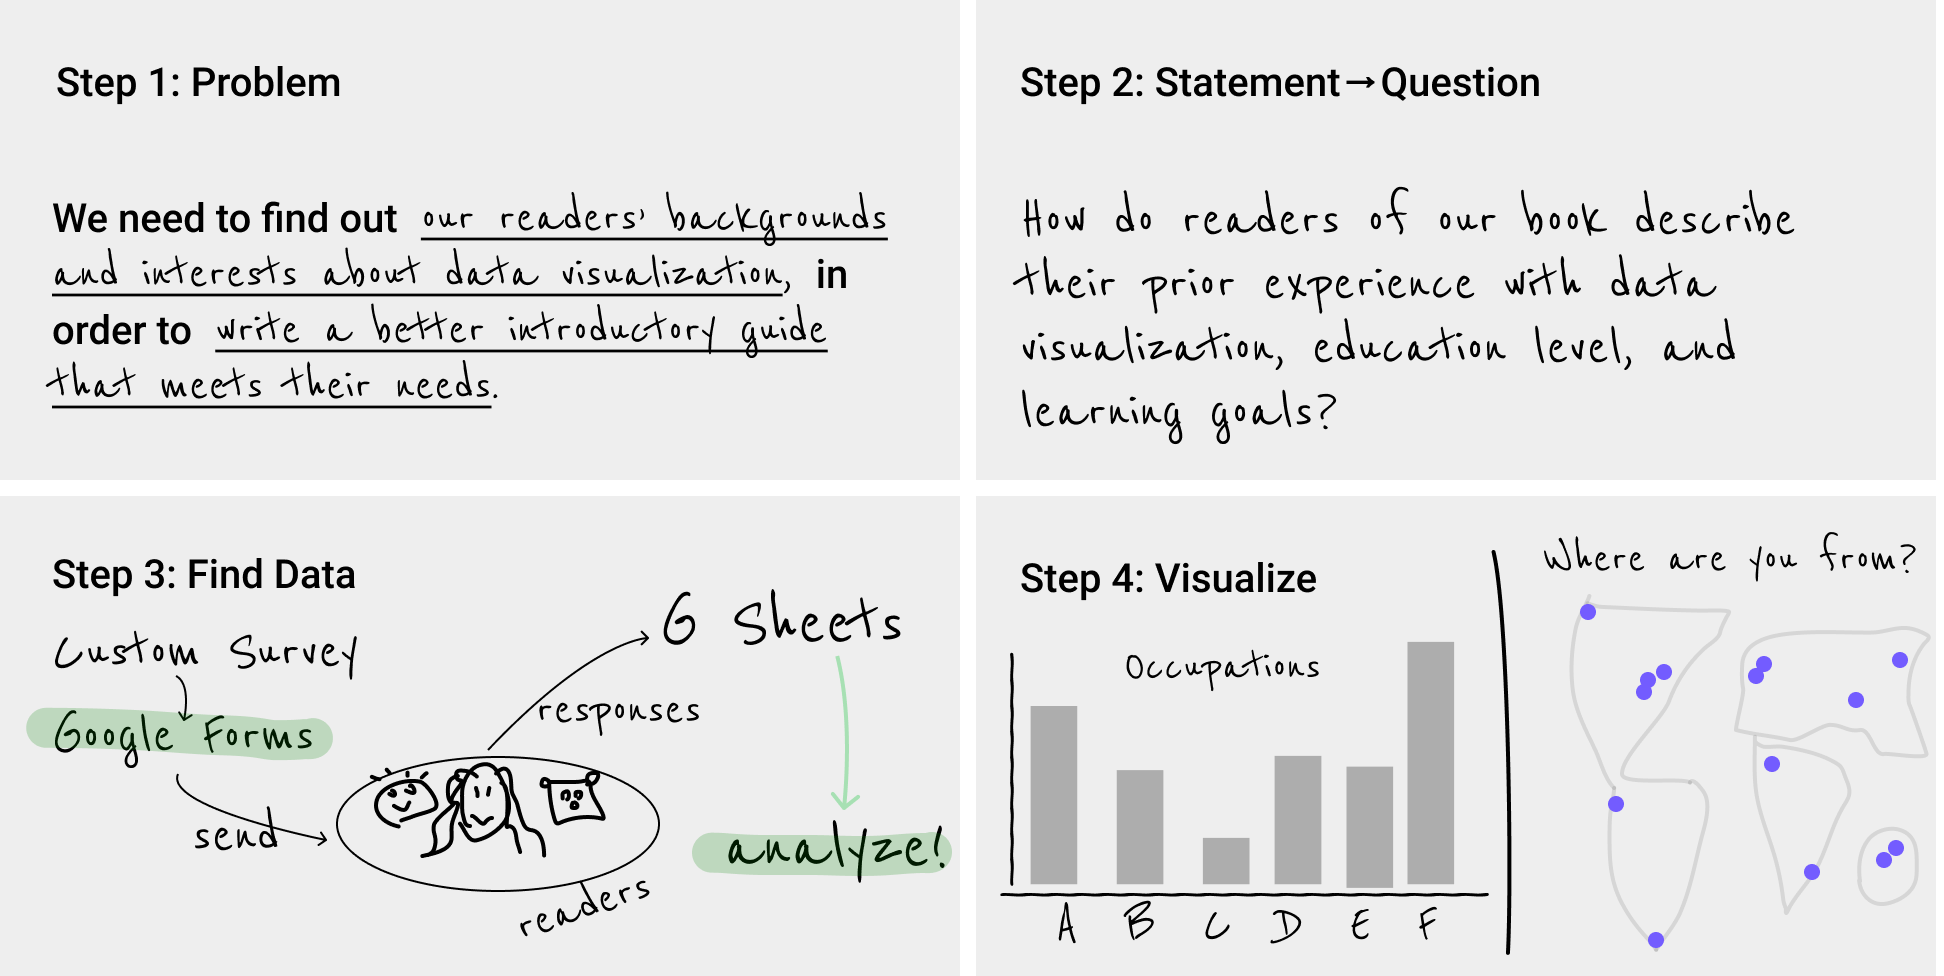 Step 1: Problem
We need to find out our readers' backgrounds
and interests about data visualization, in
order to write a better introductory guide
that meets their needs.
Step 2: Statement→Question
How do readers of our book describe
their prior experience with data
visualization, education level, and
learning goals?
Step 3: Find Data
Custom Survey
Google Forms
send
readers
responses
G Sheets
analyze!
Step 4: Visualize
Occupations
A B C D E F
Where are you from?